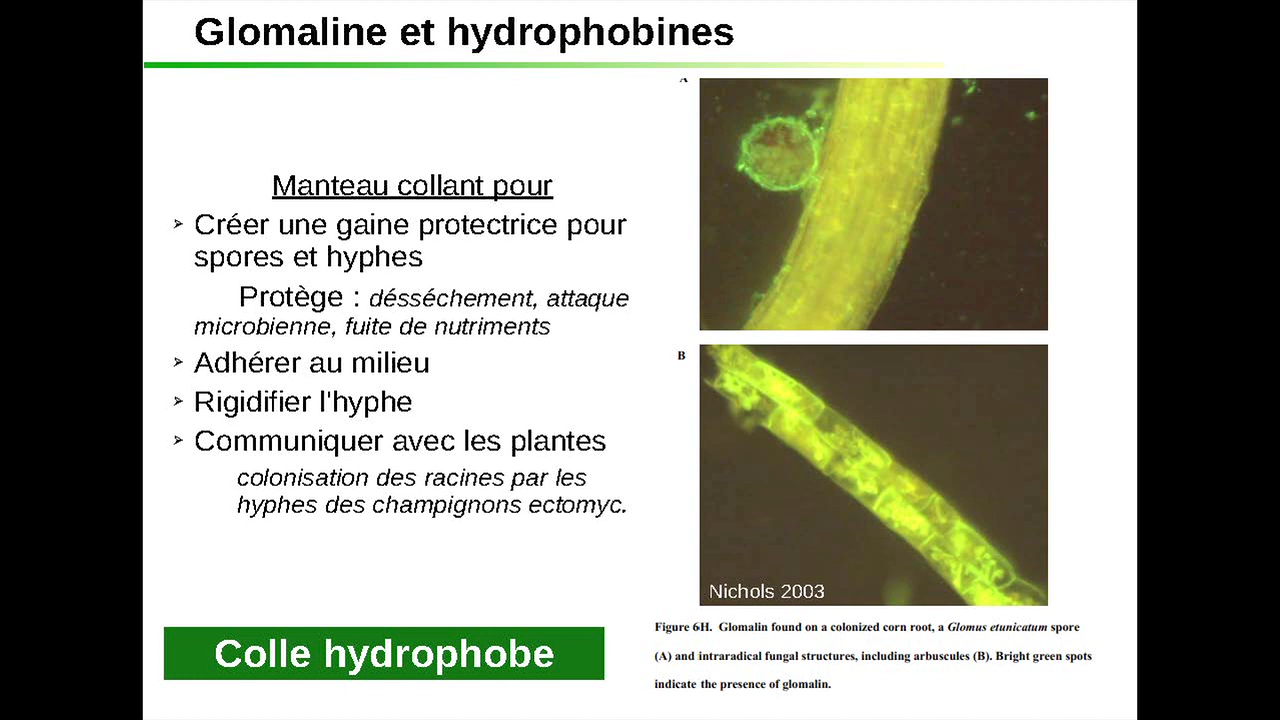 Glomaline et hydrophobines
Manteau collant pour
➢ Créer une gaine protectrice pour
spores et hyphes
Protège : désséchement, attaque
microbienne, fuite de nutriments
➢ Adhérer au milieu
➢ Rigidifier l'hyphe
➢ Communiquer avec les plantes
colonisation des racines par les
hyphes des champignons ectomyc.
Colle hydrophobe
A
B
Nichols 2003
Figure 6H. Glomalin found on a colonized corn root, a Glomus etunicatum spore
(A) and intraradical fungal structures, including arbuscules (B). Bright green spots
indicate the presence of glomalin.